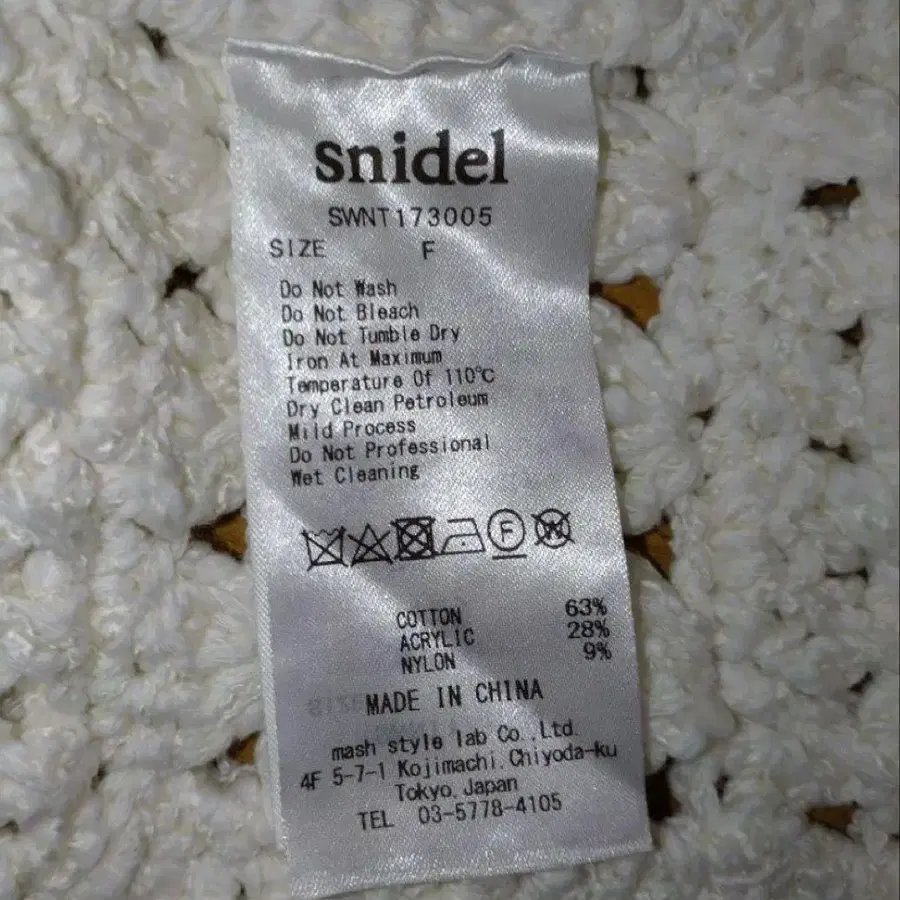 snidel
SWNT173005
SIZE F
Do Not Wash
Do Not Bleach
Do Not Tumble Dry
Iron At Maximum
Temperature Of 110℃
Dry Clean Petroleum
Mild Process
Do Not Professional
Wet Cleaning
F W
COTTON 63%
ACRYLIC 28%
NYLON 9%
MADE IN CHINA
mash style lab Co.,Ltd.
4F 5-7-1 Kojimachi, Chiyoda-ku
Tokyo, Japan
TEL 03-5778-4105